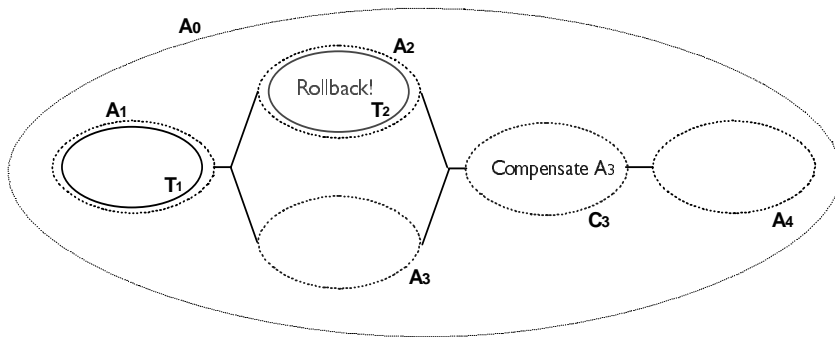 A0
A1
T1
A2
Rollback!
T2
A3
Compensate A3
C3
A4